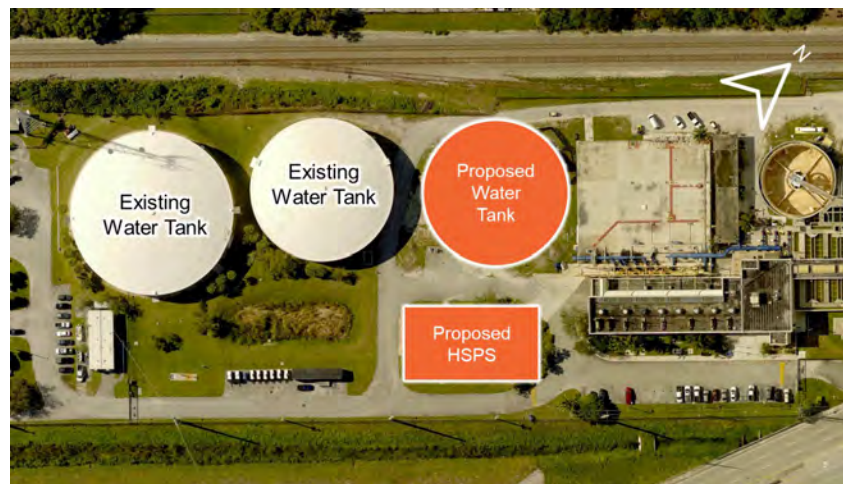 N
Existing
Water Tank
Existing
Water Tank
Proposed
Water
Tank
Proposed
HSPS